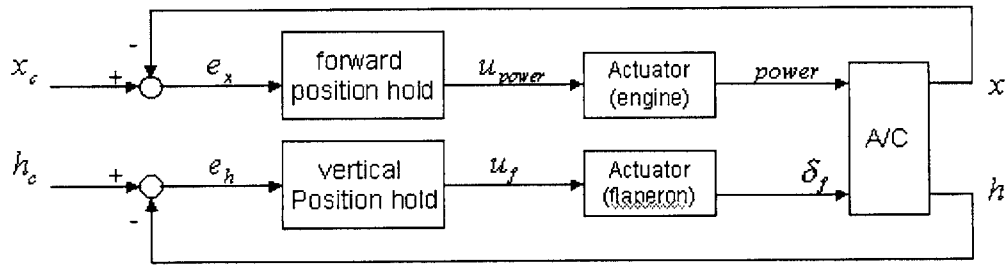 -
x_c + e_x forward position hold u_power Actuator (engine) power x
h_c + e_h vertical Position hold u_f Actuator (flaperon) δ_f A/C h
-